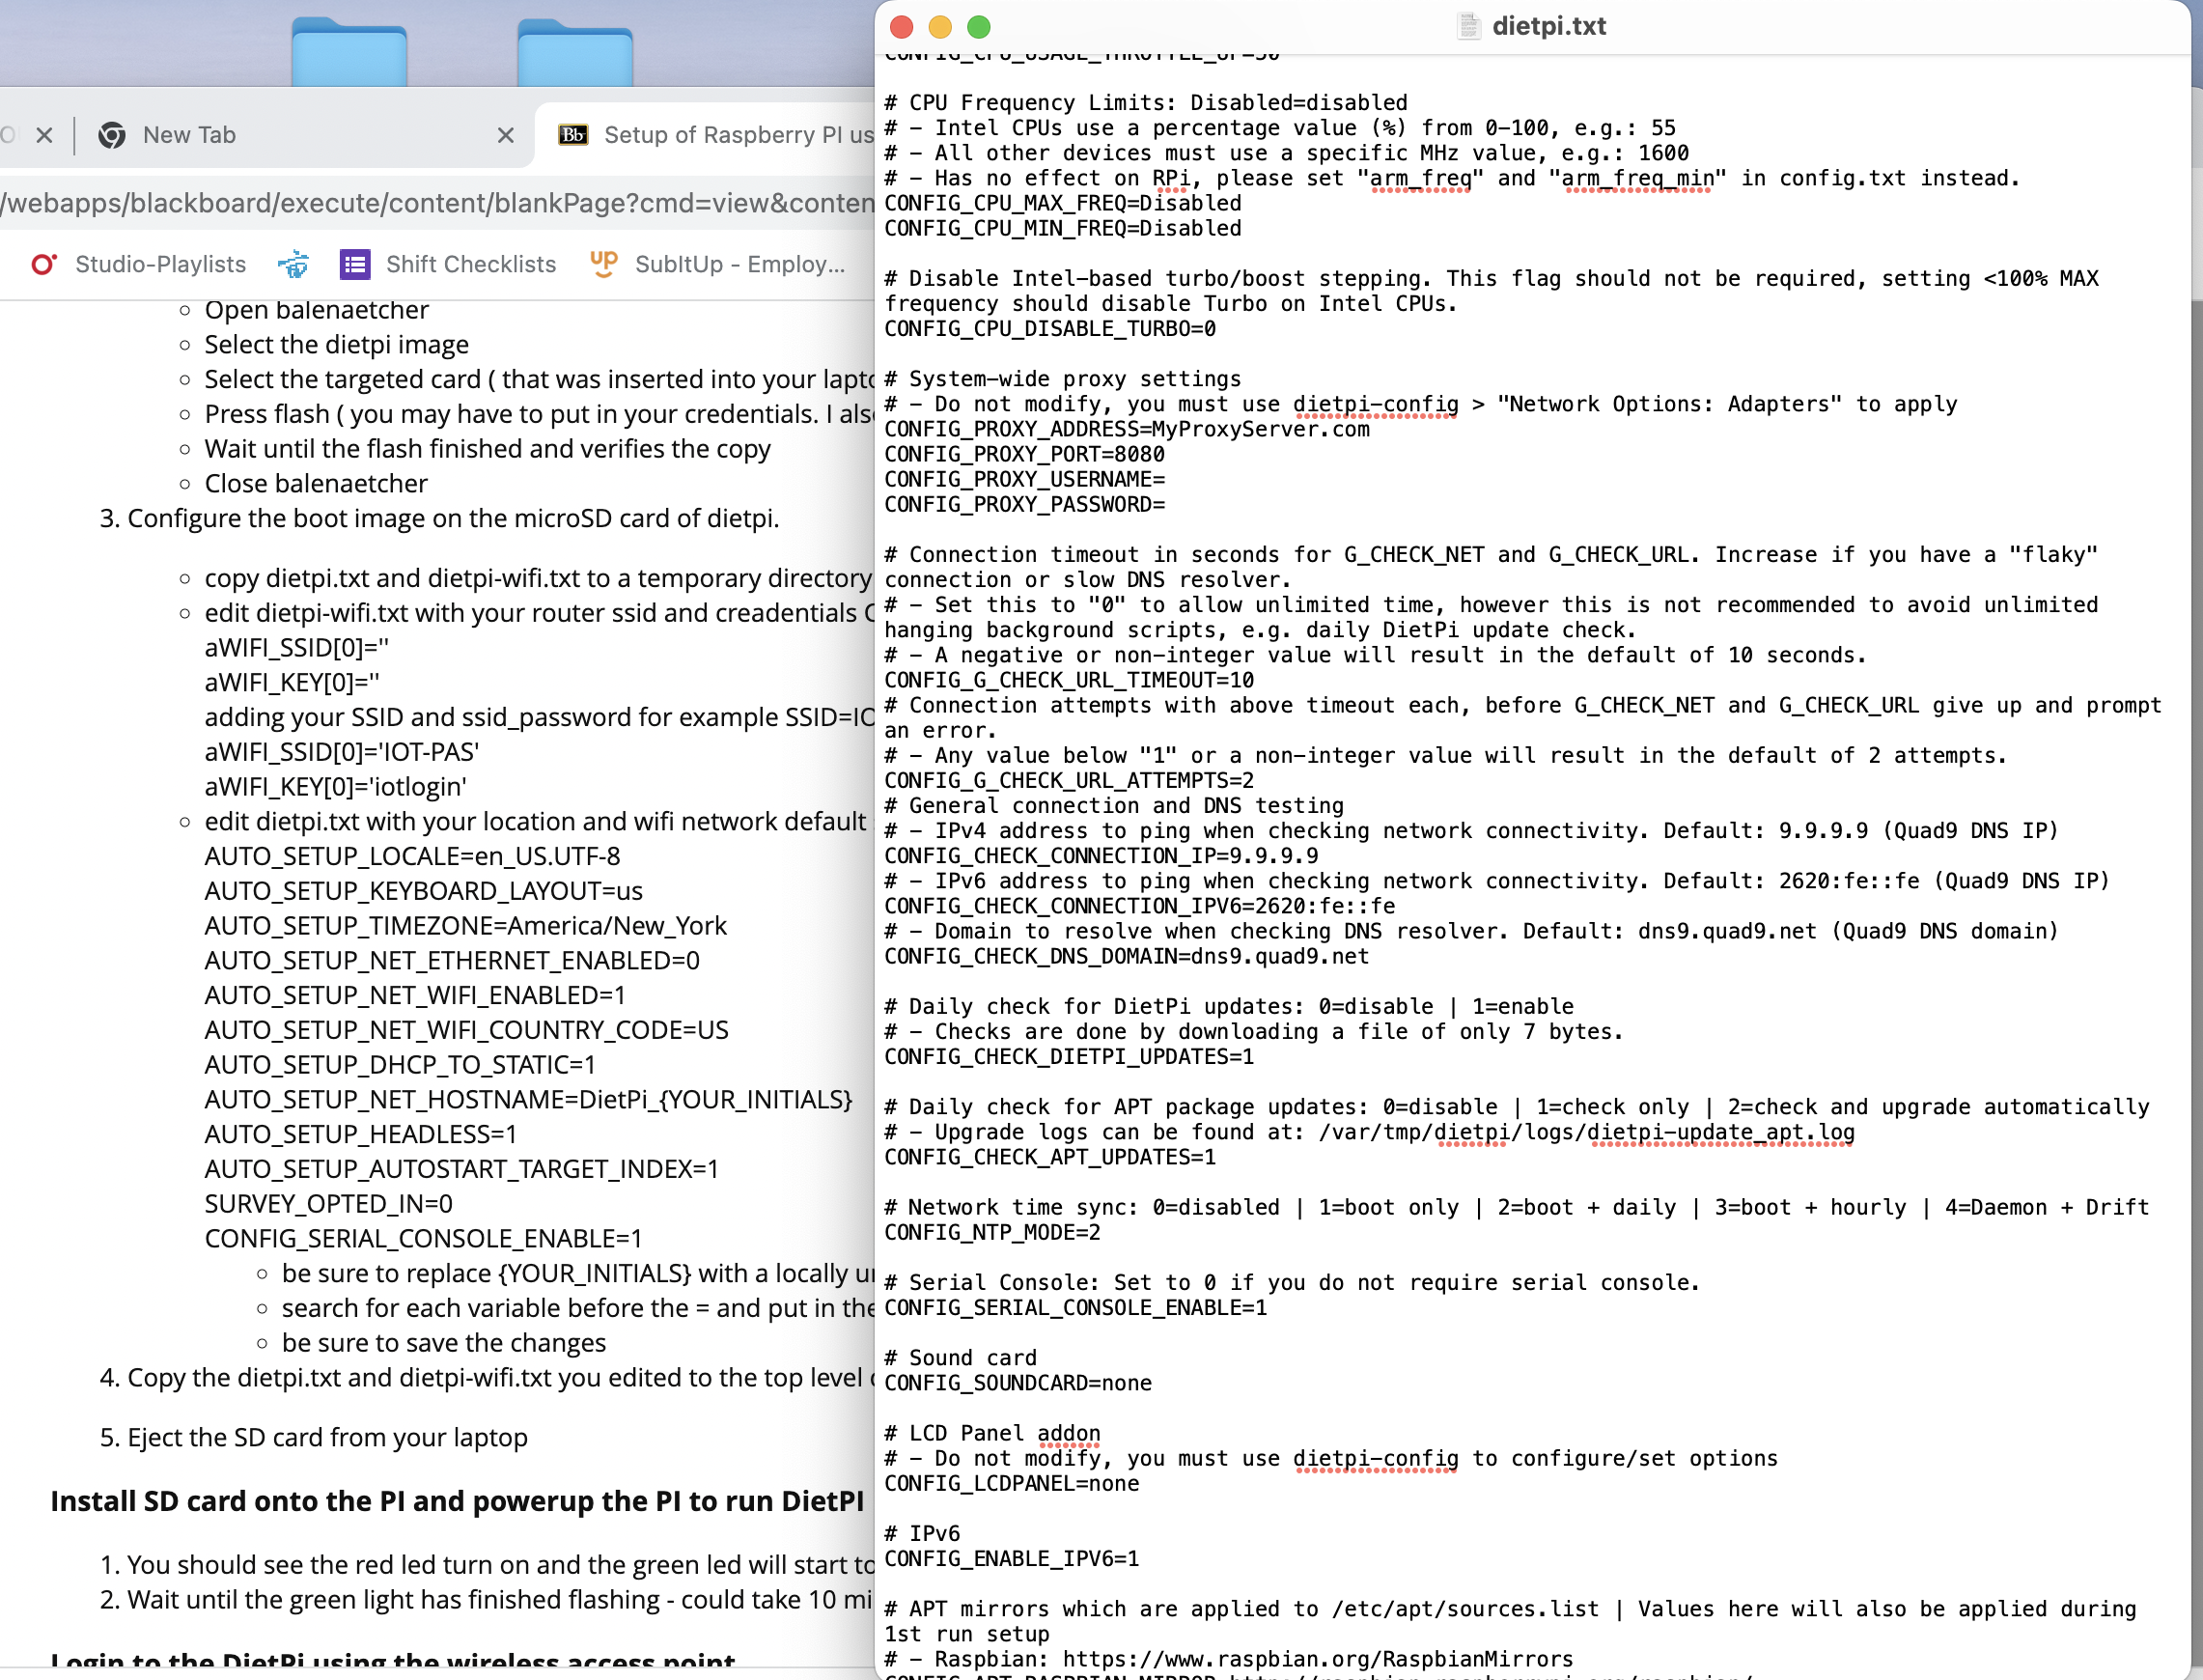 New Tab
Setup of Raspberry PI us
/webapps/blackboard/execute/content/blankPage?cmd=view&conten
Studio-Playlists
Shift Checklists
up
SubItUp - Employ...
Open balenaetcher
Select the dietpi image
Select the targeted card ( that was inserted into your lapt
Press flash ( you may have to put in your credentials. I als
Wait until the flash finished and verifies the copy
Close balenaetcher
3. Configure the boot image on the microSD card of dietpi.
copy dietpi.txt and dietpi-wifi.txt to a temporary directory
edit dietpi-wifi.txt with your router ssid and creadentials
aWIFI_SSID[0]=''
aWIFI_KEY[0]=''
adding your SSID and ssid_password for example SSID=IO
aWIFI_SSID[0]='IOT-PAS'
aWIFI_KEY[0]='iotlogin'
edit dietpi.txt with your location and wifi network default
AUTO_SETUP_LOCALE=en_US.UTF-8
AUTO_SETUP_KEYBOARD_LAYOUT=us
AUTO_SETUP_TIMEZONE=America/New_York
AUTO_SETUP_NET_ETHERNET_ENABLED=0
AUTO_SETUP_NET_WIFI_ENABLED=1
AUTO_SETUP_NET_WIFI_COUNTRY_CODE=US
AUTO_SETUP_DHCP_TO_STATIC=1
AUTO_SETUP_NET_HOSTNAME=DietPi_{YOUR_INITIALS}
AUTO_SETUP_HEADLESS=1
AUTO_SETUP_AUTOSTART_TARGET_INDEX=1
SURVEY_OPTED_IN=0
CONFIG_SERIAL_CONSOLE_ENABLE=1
be sure to replace {YOUR_INITIALS} with a locally u
search for each variable before the = and put in the
be sure to save the changes
4. Copy the dietpi.txt and dietpi-wifi.txt you edited to the top level
5. Eject the SD card from your laptop
Install SD card onto the PI and powerup the PI to run DietPI
1. You should see the red led turn on and the green led will start to
2. Wait until the green light has finished flashing - could take 10 mi
Login to the DietPi using the wireless access point
dietpi.txt
CONFIG_CPU_USAGE_THROTTLE_UP=50
# CPU Frequency Limits: Disabled=disabled
# - Intel CPUs use a percentage value (%) from 0-100, e.g.: 55
# - All other devices must use a specific MHz value, e.g.: 1600
# - Has no effect on RPi, please set "arm_freq" and "arm_freq_min" in config.txt instead.
CONFIG_CPU_MAX_FREQ=Disabled
CONFIG_CPU_MIN_FREQ=Disabled
# Disable Intel-based turbo/boost stepping. This flag should not be required, setting <100% MAX
frequency should disable Turbo on Intel CPUs.
CONFIG_CPU_DISABLE_TURBO=0
# System-wide proxy settings
# - Do not modify, you must use dietpi-config > "Network Options: Adapters" to apply
CONFIG_PROXY_ADDRESS=MyProxyServer.com
CONFIG_PROXY_PORT=8080
CONFIG_PROXY_USERNAME=
CONFIG_PROXY_PASSWORD=
# Connection timeout in seconds for G_CHECK_NET and G_CHECK_URL. Increase if you have a "flaky"
connection or slow DNS resolver.
# - Set this to "0" to allow unlimited time, however this is not recommended to avoid unlimited
hanging background scripts, e.g. daily DietPi update check.
# - A negative or non-integer value will result in the default of 10 seconds.
CONFIG_G_CHECK_URL_TIMEOUT=10
# Connection attempts with above timeout each, before G_CHECK_NET and G_CHECK_URL give up and prompt
an error.
# - Any value below "1" or a non-integer value will result in the default of 2 attempts.
CONFIG_G_CHECK_URL_ATTEMPTS=2
# General connection and DNS testing
# - IPv4 address to ping when checking network connectivity. Default: 9.9.9.9 (Quad9 DNS IP)
CONFIG_CHECK_CONNECTION_IP=9.9.9.9
# - IPv6 address to ping when checking network connectivity. Default: 2620:fe::fe (Quad9 DNS IP)
CONFIG_CHECK_CONNECTION_IPV6=2620:fe::fe
# - Domain to resolve when checking DNS resolver. Default: dns9.quad9.net (Quad9 DNS domain)
CONFIG_CHECK_DNS_DOMAIN=dns9.quad9.net
# Daily check for DietPi updates: 0=disable | 1=enable
# - Checks are done by downloading a file of only 7 bytes.
CONFIG_CHECK_DIETPI_UPDATES=1
# Daily check for APT package updates: 0=disable | 1=check only | 2=check and upgrade automatically
# - Upgrade logs can be found at: /var/tmp/dietpi/logs/dietpi-update_apt.log
CONFIG_CHECK_APT_UPDATES=1
# Network time sync: 0=disabled | 1=boot only | 2=boot + daily | 3=boot + hourly | 4=Daemon + Drift
CONFIG_NTP_MODE=2
# Serial Console: Set to 0 if you do not require serial console.
CONFIG_SERIAL_CONSOLE_ENABLE=1
# Sound card
CONFIG_SOUNDCARD=none
# LCD Panel addon
# - Do not modify, you must use dietpi-config to configure/set options
CONFIG_LCDPANEL=none
# IPv6
CONFIG_ENABLE_IPV6=1
# APT mirrors which are applied to /etc/apt/sources.list | Values here will also be applied during
1st run setup
# - Raspbian: https://www.raspbian.org/RaspbianMirrors